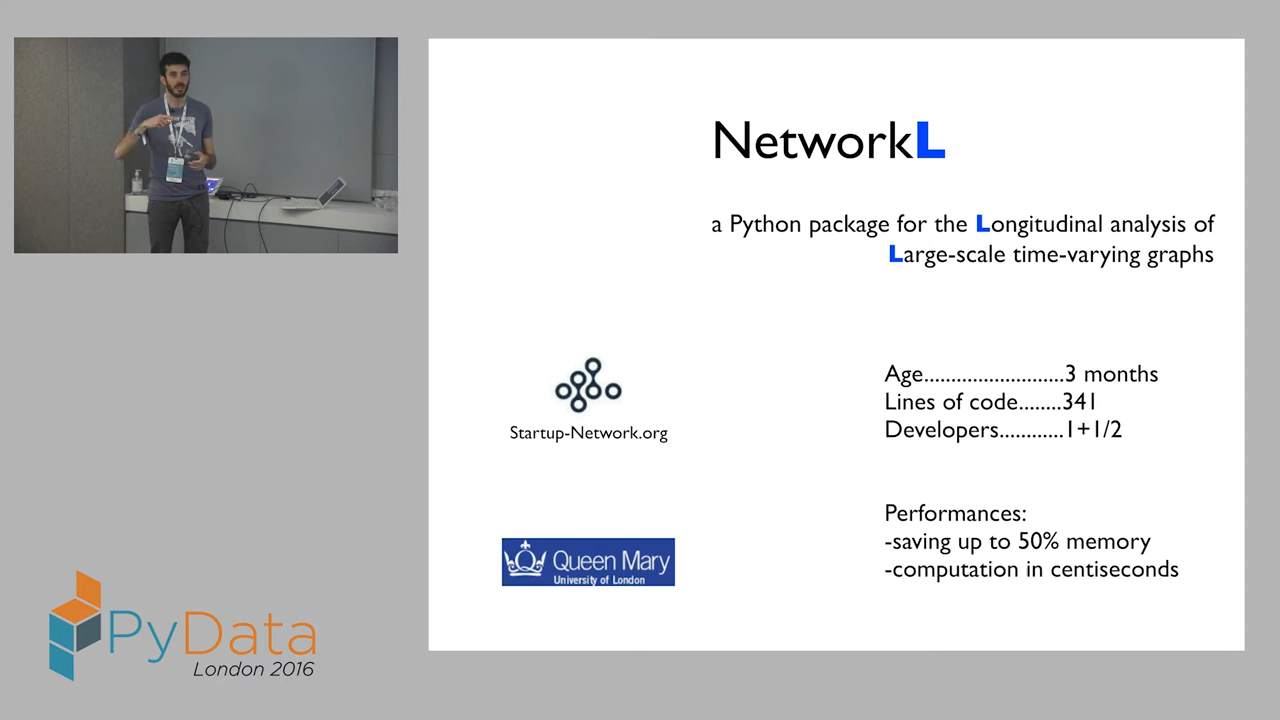 NetworkL
a Python package for the Longitudinal analysis of
Large-scale time-varying graphs
Startup-Network.org
Age..........................3 months
Lines of code........341
Developers............1+1/2
Queen Mary
University of London
Performances:
-saving up to 50% memory
-computation in centiseconds
PyData
London 2016